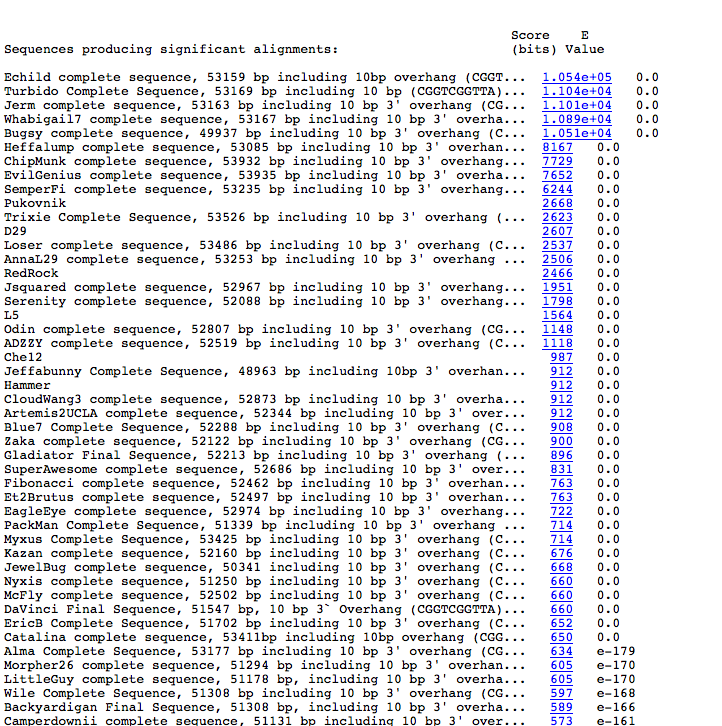 Score E
Sequences producing significant alignments: (bits) Value
Echild complete sequence, 53159 bp including 10bp overhang (CGGT... 1.054e+05 0.0
Turbido Complete Sequence, 53169 bp including 10 bp (CGGTCGGTTA)... 1.104e+04 0.0
Jerm complete sequence, 53163 bp including 10 bp 3' overhang (CG... 1.101e+04 0.0
Whabigail7 complete sequence, 53167 bp including 10 bp 3' overha... 1.089e+04 0.0
Bugsy complete sequence, 49937 bp including 10 bp 3' overhang (C... 1.051e+04 0.0
Heffalump complete sequence, 53085 bp including 10 bp 3' overhan... 8167 0.0
ChipMunk complete sequence, 53932 bp including 10 bp 3' overhang... 7729 0.0
EvilGenius complete sequence, 53935 bp including 10 bp 3' overha... 7652 0.0
SemperFi complete sequence, 53235 bp including 10 bp 3' overhang... 6244 0.0
Pukovnik 2668 0.0
Trixie Complete Sequence, 53526 bp including 10 bp 3' overhang (... 2623 0.0
D29 2607 0.0
Loser complete sequence, 53486 bp including 10 bp 3' overhang (C... 2537 0.0
AnnaL29 complete sequence, 53253 bp including 10 bp 3' overhang ... 2506 0.0
RedRock 2466 0.0
Jsquared complete sequence, 52967 bp including 10 bp 3' overhang... 1951 0.0
Serenity complete sequence, 52088 bp including 10 bp 3' overhang... 1798 0.0
L5 1564 0.0
Odin complete sequence, 52807 bp including 10 bp 3' overhang (CG... 1148 0.0
ADZZY complete sequence, 52519 bp including 10 bp 3' overhang (C... 1118 0.0
Che12 987 0.0
Jeffabunny Complete Sequence, 48963 bp including 10bp 3' overhan... 912 0.0
Hammer 912 0.0
CloudWang3 complete sequence, 52873 bp including 10 bp 3' overha... 912 0.0
Artemis2UCLA complete sequence, 52344 bp including 10 bp 3' over... 912 0.0
Blue7 Complete Sequence, 52288 bp including 10 bp 3' overhang (C... 908 0.0
Zaka complete sequence, 52122 bp including 10 bp 3' overhang (CG... 900 0.0
Gladiator Final Sequence, 52213 bp including 10 bp 3' overhang (... 896 0.0
SuperAwesome complete sequence, 52686 bp including 10 bp 3' over... 831 0.0
Fibonacci complete sequence, 52462 bp including 10 bp 3' overhan... 763 0.0
Et2Brutus complete sequence, 52497 bp including 10 bp 3' overhan... 763 0.0
EagleEye complete sequence, 52974 bp including 10 bp 3' overhang... 722 0.0
PackMan Complete Sequence, 51339 bp including 10 bp 3' overhang ... 714 0.0
Myxus Complete Sequence, 53425 bp including 10 bp 3' overhang (C... 714 0.0
Kazan complete sequence, 52160 bp including 10 bp 3' overhang (C... 676 0.0
JewelBug complete sequence, 50341 including 10 bp 3' overhang (C... 668 0.0
Nyxis complete sequence, 51250 bp including 10 bp 3' overhang (C... 660 0.0
McFly complete sequence, 52502 bp including 10 bp 3' overhang (C... 660 0.0
DaVinci Final Sequence, 51547 bp, 10 bp 3` Overhang (CGGTCGGTTA)... 660 0.0
EricB Complete Sequence, 51702 bp including 10 bp 3' overhang (C... 652 0.0
Catalina complete sequence, 53411bp including 10bp overhang (CGG... 650 0.0
Alma Complete Sequence, 53177 bp including 10 bp 3' overhang (CG... 634 e-179
Morpher26 complete sequence, 51294 bp including 10 bp 3' overhan... 605 e-170
LittleGuy complete sequence, 51178 bp, including 10 bp 3' overha... 605 e-170
Wile Complete Sequence, 51308 bp including 10 bp 3' overhang (CG... 597 e-168
Backyardigan Final Sequence, 51308 bp, including 10 bp 3' overha... 589 e-166
Camperdownii complete sequence, 51131 bp including 10 bp 3' over... 573 e-161